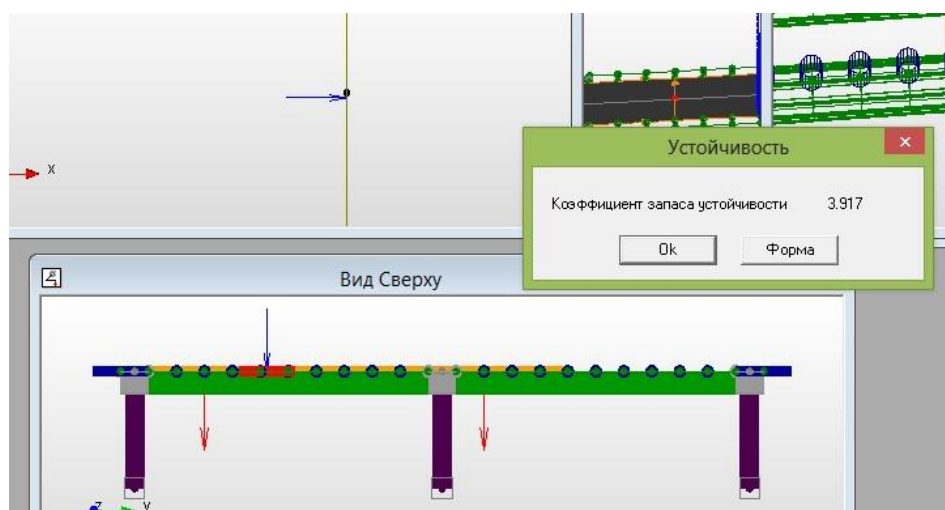 Устойчивость
Коэффициент запаса устойчивости 3.917
X
Ok Форма
Вид Сверху
Z Y